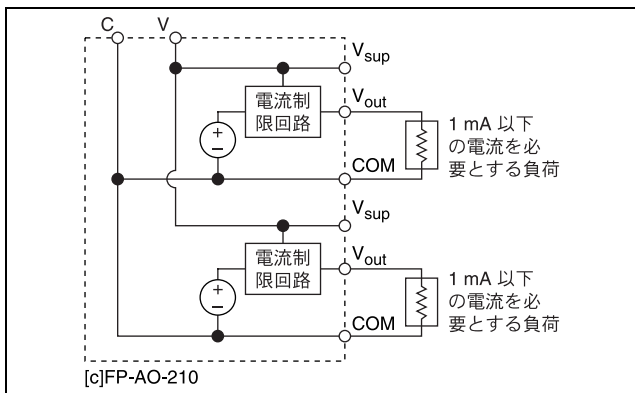 C
V
Vsup
電流制
限回路
Vout
1 mA 以下
の電流を必
要とする負荷
+
−
COM
Vsup
電流制
限回路
Vout
1 mA 以下
の電流を必
要とする負荷
+
−
COM
[c]FP-AO-210